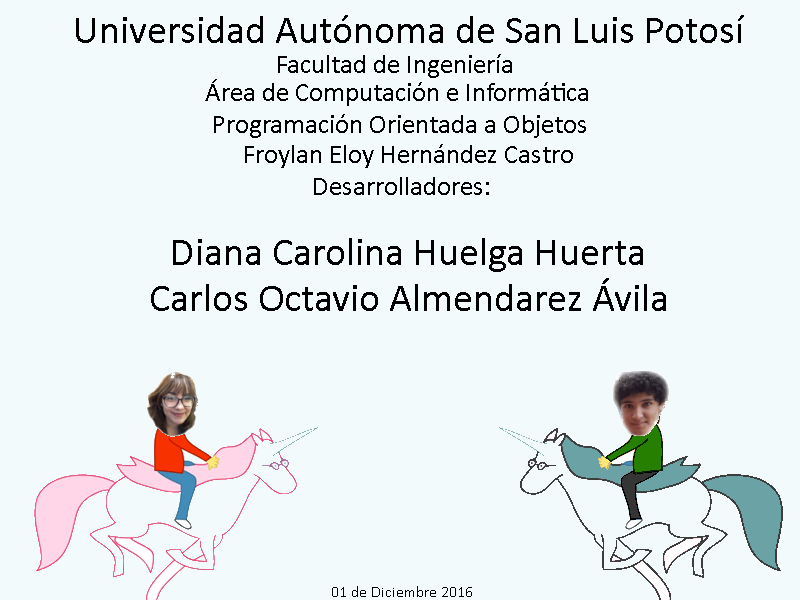 Universidad Autónoma de San Luis Potosí
Facultad de Ingeniería
Área de Computación e Informática
Programación Orientada a Objetos
Froylan Eloy Hernández Castro
Desarrolladores:
Diana Carolina Huelga Huerta
Carlos Octavio Almendarez Ávila
01 de Diciembre 2016